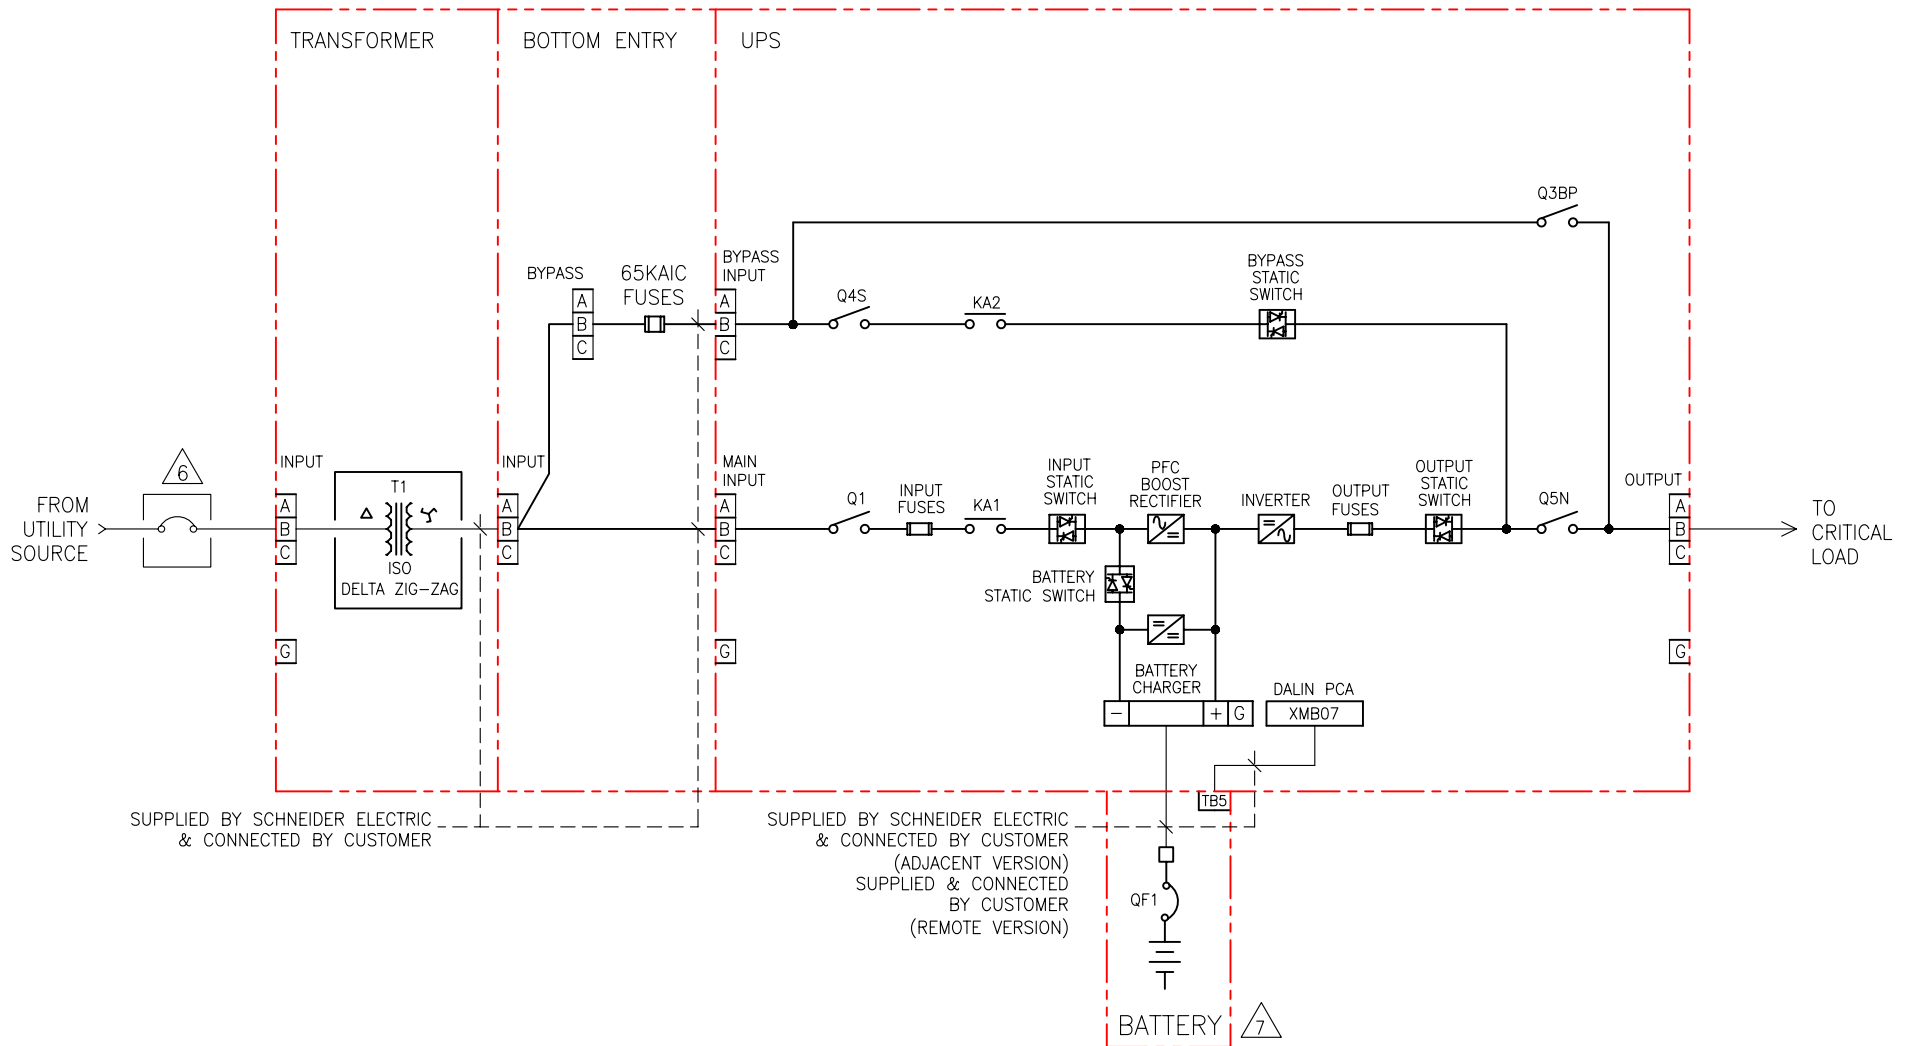 TRANSFORMER
BOTTOM ENTRY
UPS
Q3BP
BYPASS
65KAIC
FUSES
BYPASS
INPUT
A
B
C
A
B
C
Q4S
KA2
BYPASS
STATIC
SWITCH
6
FROM
UTILITY
SOURCE
INPUT
A
B
C
T1
ISO
DELTA ZIG-ZAG
INPUT
A
B
C
MAIN
INPUT
A
B
C
Q1
INPUT
FUSES
KA1
INPUT
STATIC
SWITCH
PFC
BOOST
RECTIFIER
INVERTER
OUTPUT
FUSES
OUTPUT
STATIC
SWITCH
Q5N
OUTPUT
A
B
C
TO
CRITICAL
LOAD
BATTERY
STATIC SWITCH
G
G
G
BATTERY
CHARGER
- + G
DALIN PCA
XMB07
TB5
SUPPLIED BY SCHNEIDER ELECTRIC
& CONNECTED BY CUSTOMER
SUPPLIED BY SCHNEIDER ELECTRIC
& CONNECTED BY CUSTOMER
(ADJACENT VERSION)
SUPPLIED & CONNECTED
BY CUSTOMER
(REMOTE VERSION)
QF1
BATTERY
7